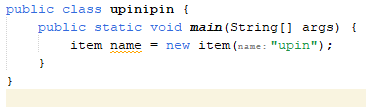 public class upinipin {
public static void main(String[] args) {
item name = new item(name: "upin");
}
}